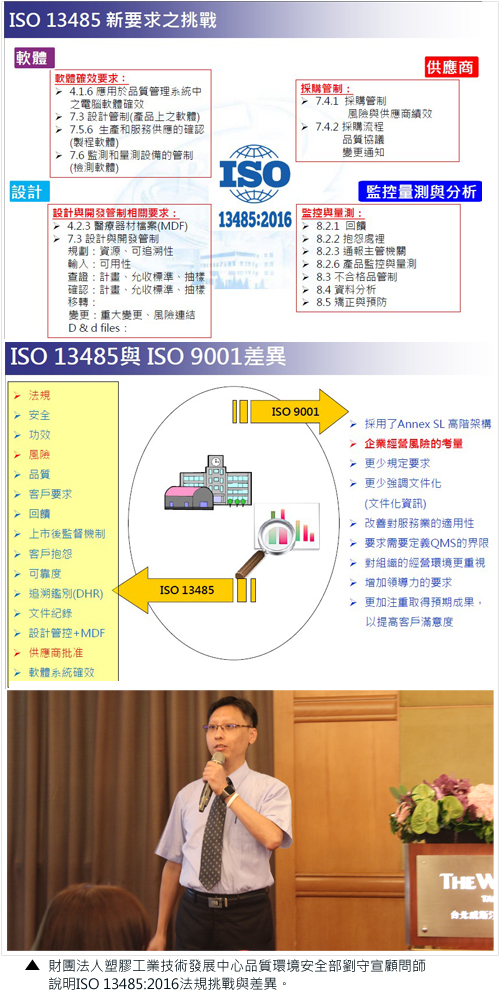 ISO 13485 新要求之挑戰
軟體
軟體確效要求：
➢ 4.1.6 應用於品質管理系統中
之電腦軟體確效
➢ 7.3 設計管制(產品上之軟體)
➢ 7.5.6 生產和服務供應的確認
(製程軟體)
➢ 7.6 監測和量測設備的管制
(檢測軟體)
供應商
採購管制：
➢ 7.4.1 採購管制
風險與供應商績效
➢ 7.4.2 採購流程
品質協議
變更通知
ISO
13485:2016
設計
設計與開發管制相關要求：
➢ 4.2.3 醫療器材檔案(MDF)
➢ 7.3 設計與開發管制
規劃：資源、可追溯性
輸入：可用性
查證：計畫、允收標準、抽樣
確認：計畫、允收標準、抽樣
移轉：
變更：重大變更、風險連結
D & d files：
監控量測與分析
監控與量測：
➢ 8.2.1 回饋
➢ 8.2.2 抱怨處裡
➢ 8.2.3 通報主管機關
➢ 8.2.6 產品監控與量測
➢ 8.3 不合格品管制
➢ 8.4 資料分析
➢ 8.5 矯正與預防
ISO 13485與 ISO 9001差異
➢ 法規
➢ 安全
➢ 功效
➢ 風險
➢ 品質
➢ 客戶要求
➢ 回饋
➢ 上市後監督機制
➢ 客戶抱怨
➢ 可靠度
➢ 追溯鑑別(DHR)
➢ 文件紀錄
➢ 設計管控+MDF
➢ 供應商批准
➢ 軟體系統確效
ISO 9001
ISO 13485
➢ 採用了Annex SL 高階架構
➢ 企業經營風險的考量
➢ 更少規定要求
➢ 更少強調文件化
(文件化資訊)
➢ 改善對服務業的適用性
➢ 要求需要定義QMS的界限
➢ 對組織的經營環境更重視
➢ 增加領導力的要求
➢ 更加注重取得預期成果，
以提高客戶滿意度
THE W
TA
台北威斯
▲ 財團法人塑膠工業技術發展中心品質環境安全部劉守宣顧問師
說明ISO 13485:2016法規挑戰與差異。